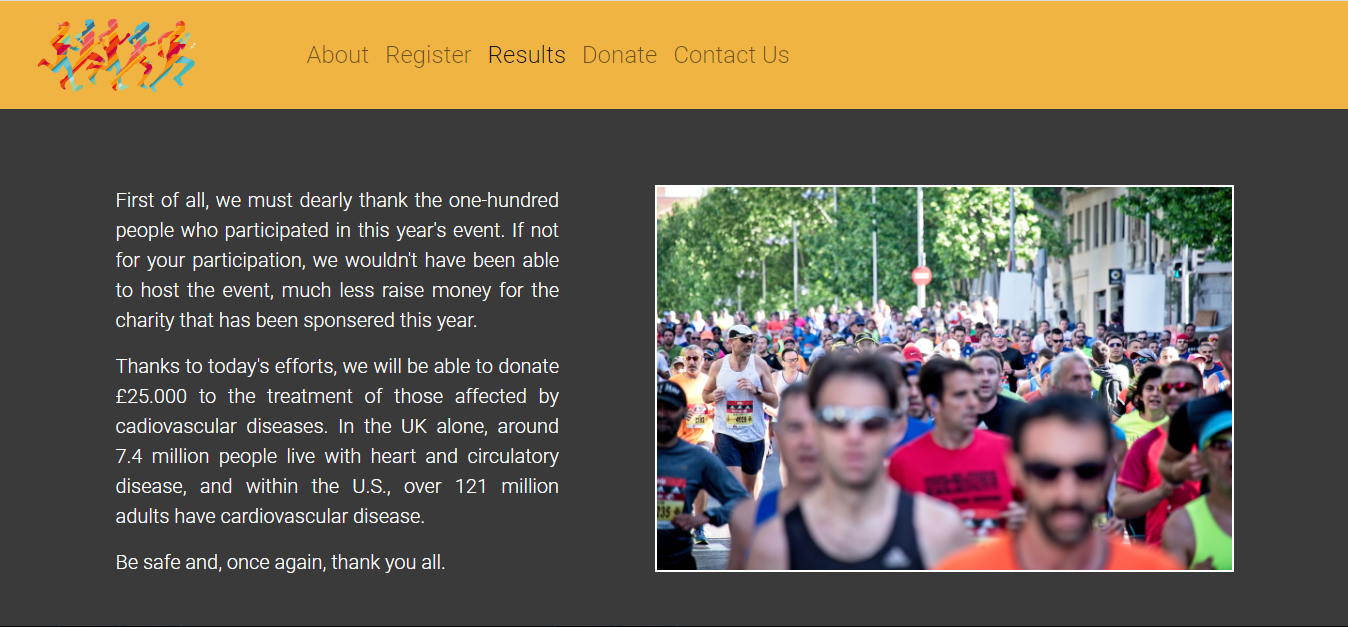 About Register Results Donate Contact Us
First of all, we must dearly thank the one-hundred
people who participated in this year's event. If not
for your participation, we wouldn't have been able
to host the event, much less raise money for the
charity that has been sponsered this year.
Thanks to today's efforts, we will be able to donate
£25.000 to the treatment of those affected by
cadiovascular diseases. In the UK alone, around
7.4 million people live with heart and circulatory
disease, and within the U.S., over 121 million
adults have cardiovascular disease.
Be safe and, once again, thank you all.